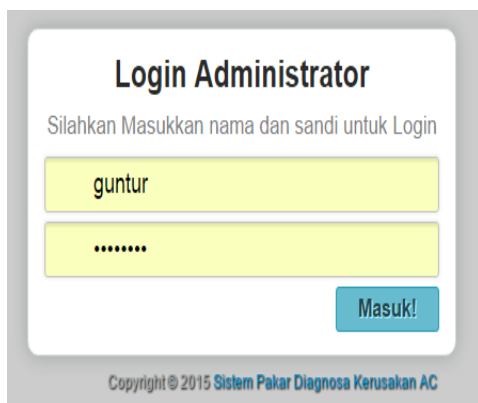 Login Administrator
Silahkan Masukkan nama dan sandi untuk Login
guntur
••••••••
Masuk!
Copyright © 2015 Sistem Pakar Diagnosa Kerusakan AC